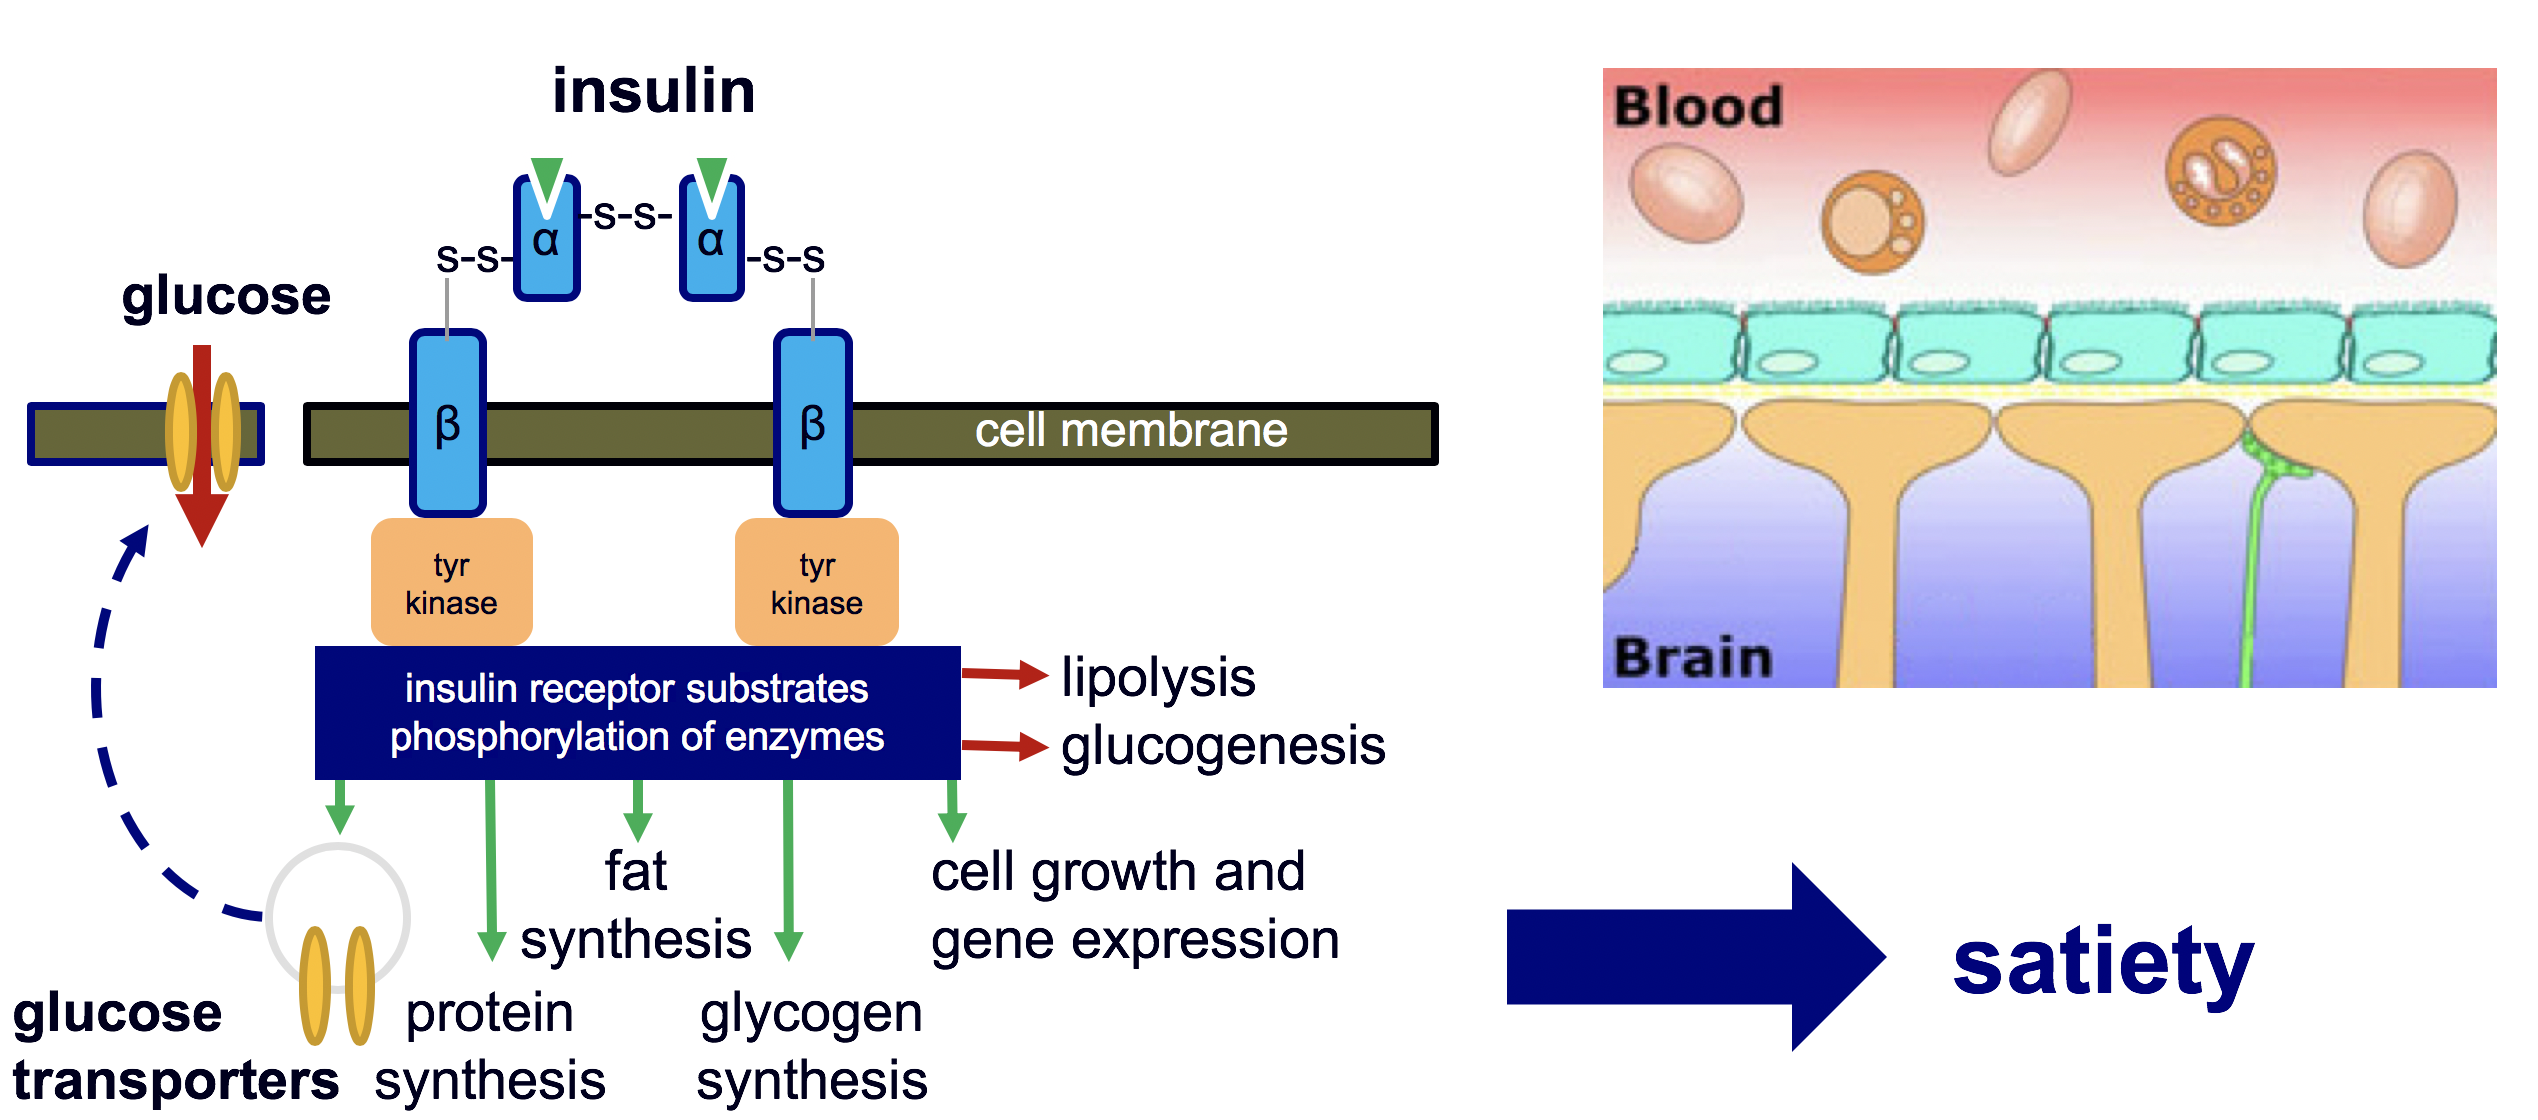 insulin
α
-s-s-
α
s-s-
-s-s
glucose
β
β
cell membrane
tyr
kinase
tyr
kinase
insulin receptor substrates
phosphorylation of enzymes
lipolysis
glucogenesis
fat
synthesis
cell growth and
gene expression
glucose
transporters
protein
synthesis
glycogen
synthesis
Blood
Brain
satiety